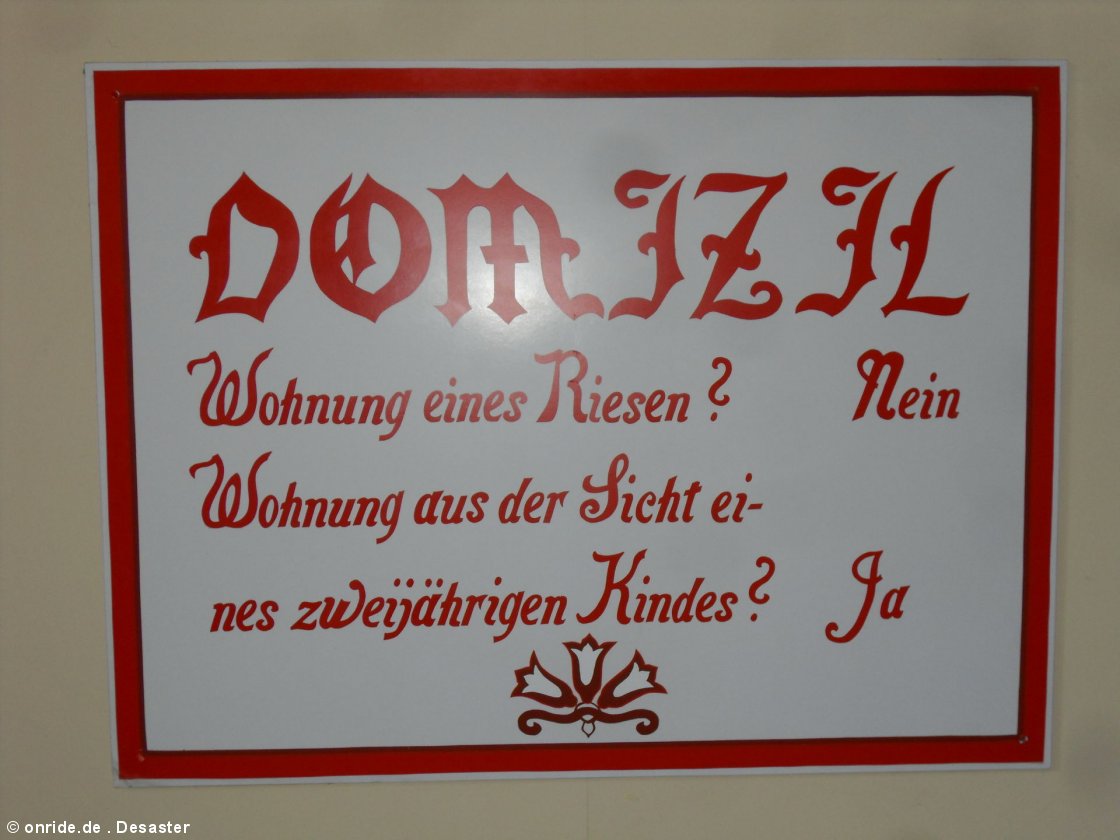 DOMIZIL
Wohnung eines Riesen? Nein
Wohnung aus der Sicht ei-
nes zweijährigen Kindes? Ja
© onride.de . Desaster